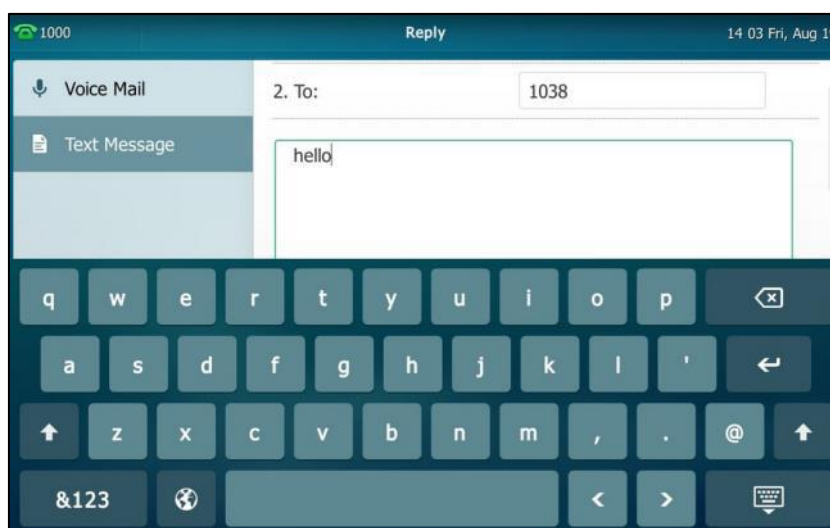 1000 Reply 14 03 Fri, Aug 1
Voice Mail
2. To: 1038
Text Message
hello
q w e r t y u i o p
a s d f g h j k l '
z x c v b n m , . @
&123 < >